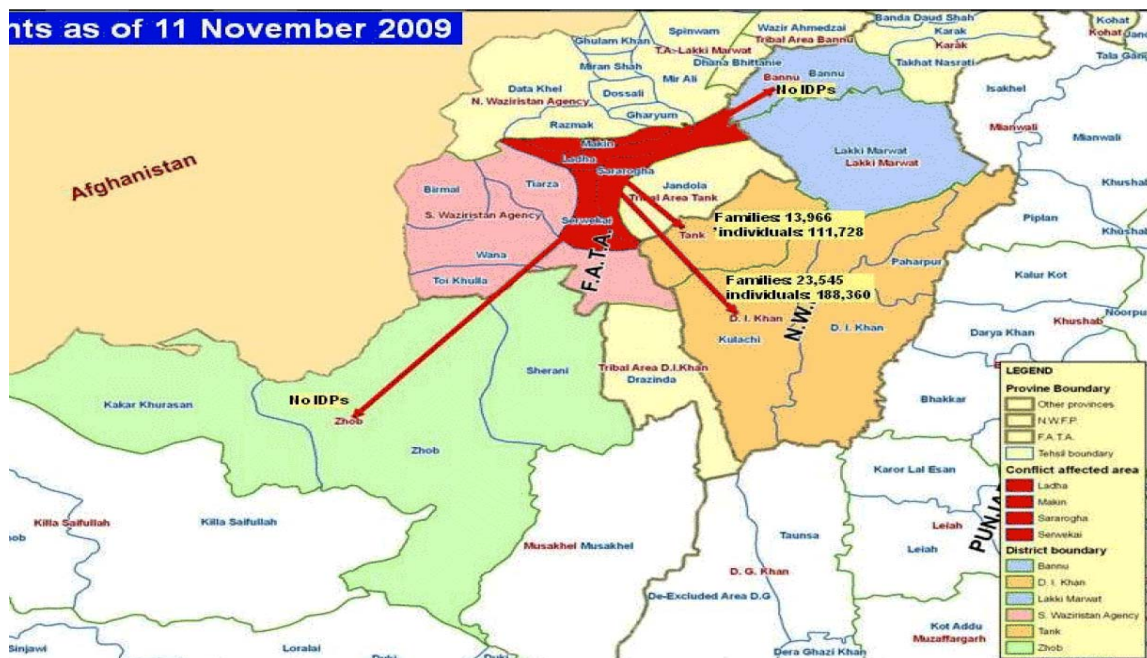 nts as of 11 November 2009
Spinwam
Wazir Ahmedzai
Tribal Area Bannu
Banda Daud Shah
Karak
Karak
Kohat
Kohat
Ghulam Khan
T.A.-Lakki Marwat
Dhana Bhittanie
Takhat Nasrati
Tala Gang
Miran Shah
Mir Ali
Bannu
Bannu
No IDPs
Isakhel
Data Khel
N. Waziristan Agency
Dossali
Gharyum
Razmak
Mianwali
Mianwali
Makin
Ladha
Sararogha
Lakki Marwat
Lakki Marwat
Afghanistan
Birmal
Tiarza
Jandola
Tribal Area Tank
Khushab
S. Waziristan Agency
Serwekai
Families: 13,966
'individuals: 111,728
Tank
Piplan
Khushab
Wana
F.A.T.A.
Paharpur
Toi Khulla
Families: 23,545
individuals: 188,360
Kalur Kot
D. I. Khan
Kulachi
N.W.
D. I. Khan
Noorpu
Khushab
Darya Khan
Sherani
Tribal Area D.I.Khan
Drazinda
Kakar Khurasan
No IDPs
Zhob
Zhob
Bhakkar
Karor Lal Esan
Killa Saifullah
Killa Saifullah
Musakhel
Musakhel
Taunsa
Leiah
Leiah
PUNJA
D. G. Khan
De-Excluded Area D.G
Kot Addu
Muzaffargarh
Sinjawi
Loralai
Duki
Duki
Dera Ghazi Khan
LEGEND
Provine Boundary
Other provinces
N.W.F.P.
F.A.T.A.
Tehsil boundary
Conflict affected area
Ladha
Makin
Sararogha
Serwekai
District boundary
Bannu
D. I. Khan
Lakki Marwat
S. Waziristan Agency
Tank
Zhob